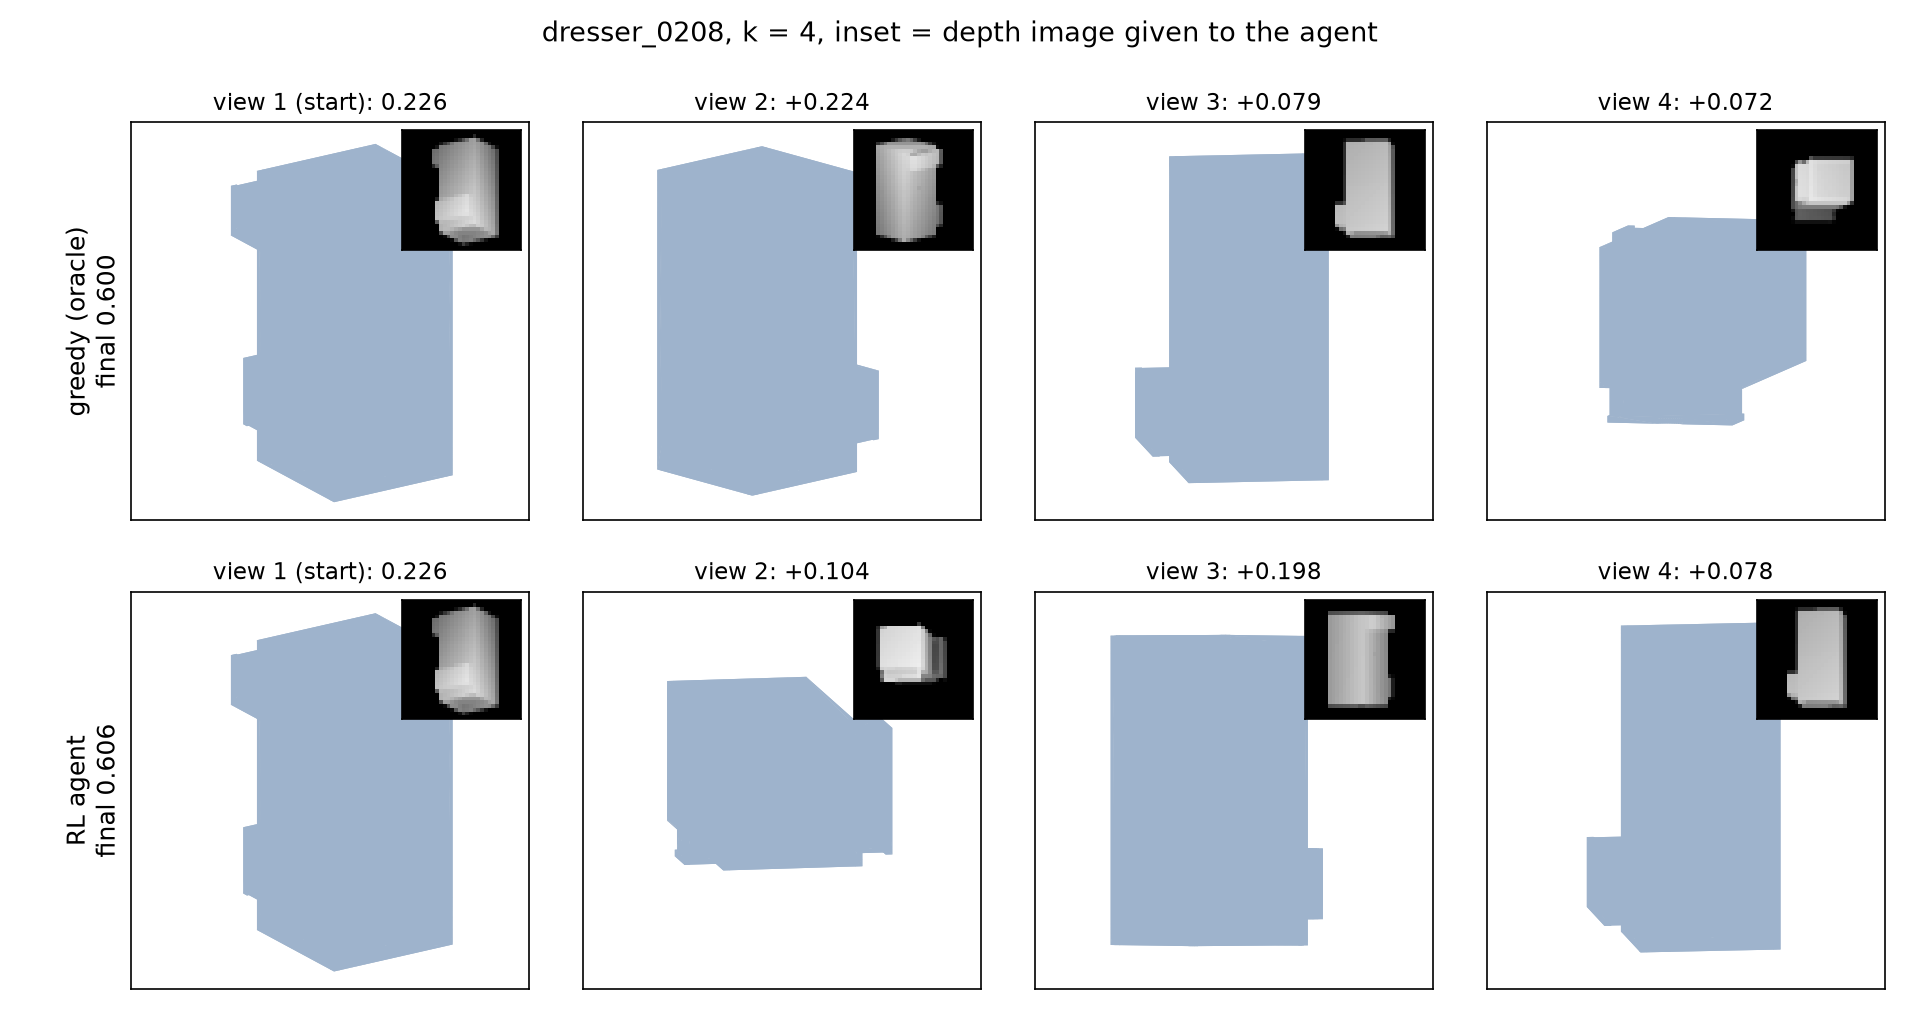 dresser_0208, k = 4, inset = depth image given to the agent
view 1 (start): 0.226
view 2: +0.224
view 3: +0.079
view 4: +0.072
greedy (oracle)
final 0.600
view 1 (start): 0.226
view 2: +0.104
view 3: +0.198
view 4: +0.078
RL agent
final 0.606